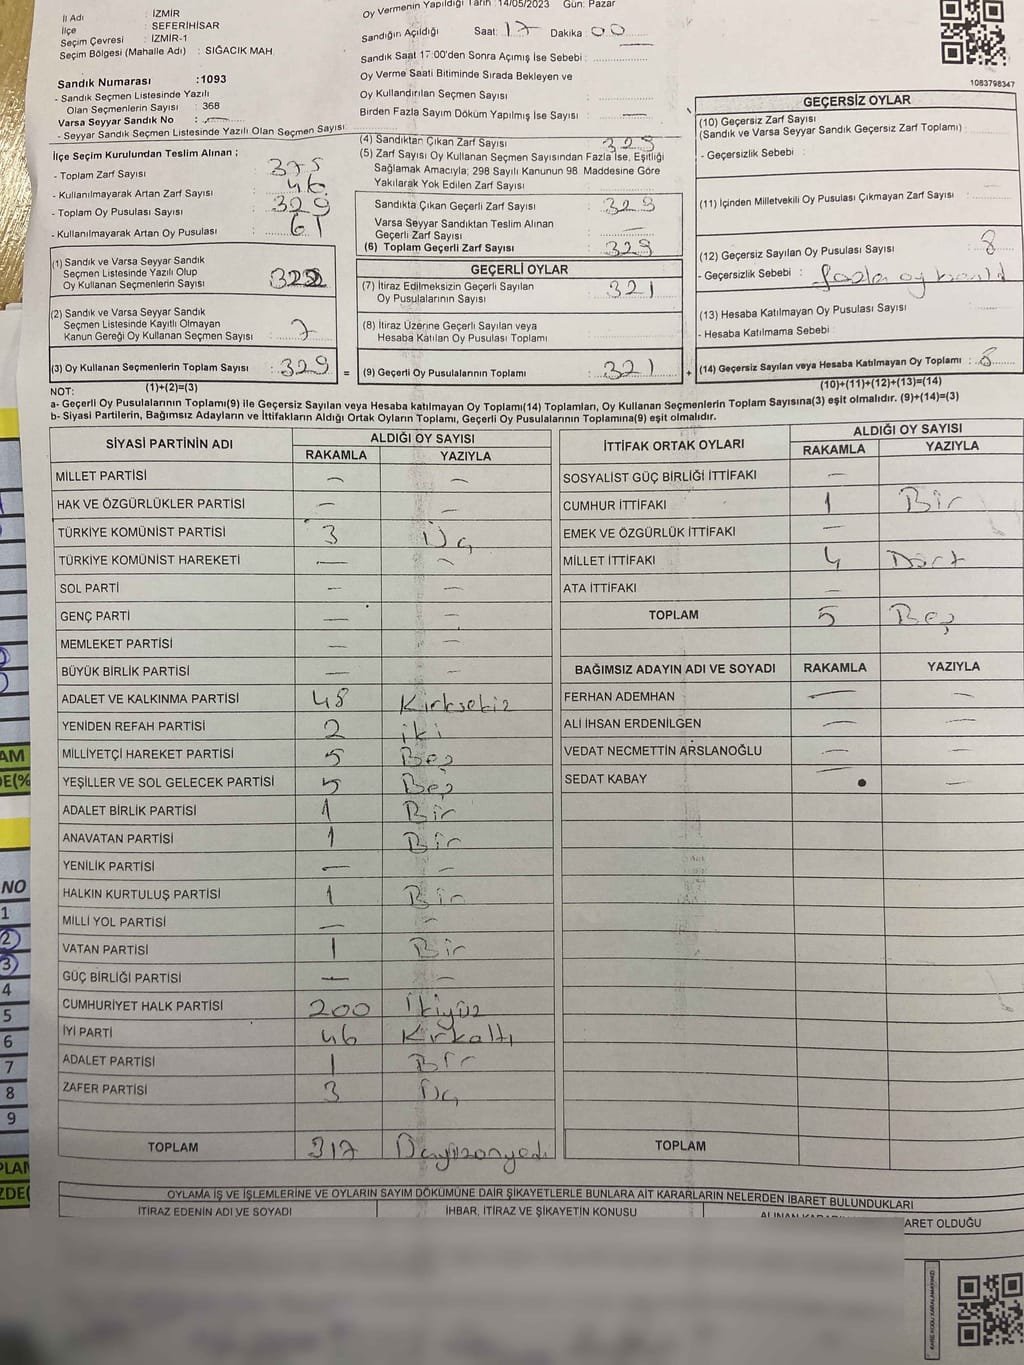 İl Adı : İZMİR
İlçe : SEFERİHİSAR
Seçim Çevresi : İZMİR-1
Seçim Bölgesi (Mahalle Adı) : SIĞACIK MAH.
Sandık Numarası :1093
- Sandık Seçmen Listesinde Yazılı
Olan Seçmenlerin Sayısı : 368
Varsa Seyyar Sandık No : —
- Seyyar Sandık Seçmen Listesinde Yazılı Olan Seçmen Sayısı
İlçe Seçim Kurulundan Teslim Alınan ;
- Toplam Zarf Sayısı : 375
- Kullanılmayarak Artan Zarf Sayısı : 46
- Toplam Oy Pusulası Sayısı : 329
- Kullanılmayarak Artan Oy Pusulası : 61
(1) Sandık ve Varsa Seyyar Sandık
Seçmen Listesinde Yazılı Olup
Oy Kullanan Seçmenlerin Sayısı : 322
(2) Sandık ve Varsa Seyyar Sandık
Seçmen Listesinde Kayıtlı Olmayan
Kanun Gereği Oy Kullanan Seçmen Sayısı : 7
(3) Oy Kullanan Seçmenlerin Toplam Sayısı : 329 =
Oy Vermenin Yapıldığı Tarih :14/05/2023 Gün: Pazar
Sandığın Açıldığı Saat: 17 Dakika : 00
Sandık Saat 17:00'den Sonra Açımış İse Sebebi :
Oy Verme Saati Bitiminde Sırada Bekleyen ve
Oy Kullandırılan Seçmen Sayısı :
Birden Fazla Sayım Döküm Yapılmış İse Sayısı : —
(4) Sandıktan Çıkan Zarf Sayısı : 329
(5) Zarf Sayısı Oy Kullanan Seçmen Sayısından Fazla İse, Eşitliği
Sağlamak Amacıyla; 298 Sayılı Kanunun 98. Maddesine Göre
Yakılarak Yok Edilen Zarf Sayısı :
Sandıkta Çıkan Geçerli Zarf Sayısı : 329
Varsa Seyyar Sandıktan Teslim Alınan
Geçerli Zarf Sayısı : —
(6) Toplam Geçerli Zarf Sayısı : 329
GEÇERLİ OYLAR
(7) İtiraz Edilmeksizin Geçerli Sayılan
Oy Pusulalarının Sayısı : 321
(8) İtiraz Üzerine Geçerli Sayılan veya
Hesaba Katılan Oy Pusulası Toplamı :
(9) Geçerli Oy Pusulalarının Toplamı : 321 +
1083798347
GEÇERSİZ OYLAR
(10) Geçersiz Zarf Sayısı
(Sandık ve Varsa Seyyar Sandık Geçersiz Zarf Toplamı) :
- Geçersizlik Sebebi :
(11) İçinden Milletvekili Oy Pusulası Çıkmayan Zarf Sayısı : —
(12) Geçersiz Sayılan Oy Pusulası Sayısı : 8
- Geçersizlik Sebebi : fazla oy
(13) Hesaba Katılmayan Oy Pusulası Sayısı :
- Hesaba Katılmama Sebebi :
(14) Geçersiz Sayılan veya Hesaba Katılmayan Oy Toplamı : 8
NOT: (1)+(2)=(3) (10)+(11)+(12)+(13)=(14)
a- Geçerli Oy Pusulalarının Toplamı(9) ile Geçersiz Sayılan veya Hesaba katılmayan Oy Toplamı(14) Toplamları, Oy Kullanan Seçmenlerin Toplam Sayısına(3) eşit olmalıdır. (9)+(14)=(3)
b- Siyasi Partilerin, Bağımsız Adayların ve İttifakların Aldığı Ortak Oyların Toplamı, Geçerli Oy Pusulalarının Toplamına(9) eşit olmalıdır.
SİYASİ PARTİNİN ADI ALDIĞI OY SAYISI
RAKAMLA YAZIYLA
MİLLET PARTİSİ — —
HAK VE ÖZGÜRLÜKLER PARTİSİ — —
TÜRKİYE KOMÜNİST PARTİSİ 3 Üç
TÜRKİYE KOMÜNİST HAREKETİ — —
SOL PARTİ — —
GENÇ PARTİ — —
MEMLEKET PARTİSİ — —
BÜYÜK BİRLİK PARTİSİ — —
ADALET VE KALKINMA PARTİSİ 48 Kırksekiz
YENİDEN REFAH PARTİSİ 2 iki
MİLLİYETÇİ HAREKET PARTİSİ 5 Beş
YEŞİLLER VE SOL GELECEK PARTİSİ 5 Beş
ADALET BİRLİK PARTİSİ 1 Bir
ANAVATAN PARTİSİ 1 Bir
YENİLİK PARTİSİ — —
HALKIN KURTULUŞ PARTİSİ 1 Bir
MİLLİ YOL PARTİSİ — —
VATAN PARTİSİ 1 Bir
GÜÇ BİRLİĞİ PARTİSİ — —
CUMHURİYET HALK PARTİSİ 200 İkiyüz
İYİ PARTİ 46 Kırkaltı
ADALET PARTİSİ 1 Bir
ZAFER PARTİSİ 3 Üç
TOPLAM 317 Üçyüzonyedi
İTTİFAK ORTAK OYLARI ALDIĞI OY SAYISI
RAKAMLA YAZIYLA
SOSYALİST GÜÇ BİRLİĞİ İTTİFAKI —
CUMHUR İTTİFAKI 1 Bir
EMEK VE ÖZGÜRLÜK İTTİFAKI —
MİLLET İTTİFAKI 4 Dört
ATA İTTİFAKI —
TOPLAM 5 Beş
BAĞIMSIZ ADAYIN ADI VE SOYADI RAKAMLA YAZIYLA
FERHAN ADEMHAN — —
ALİ İHSAN ERDENİLGEN — —
VEDAT NECMETTİN ARSLANOĞLU — —
SEDAT KABAY — —
TOPLAM
OYLAMA İŞ VE İŞLEMLERİNE VE OYLARIN SAYIM DÖKÜMÜNE DAİR ŞİKAYETLERLE BUNLARA AİT KARARLARIN NELERDEN İBARET BULUNDUKLARI
İTİRAZ EDENİN ADI VE SOYADI İHBAR, İTİRAZ VE ŞİKAYETİN KONUSU
AM
DE(%
NO
1
2
3
4
5
6
7
8
9